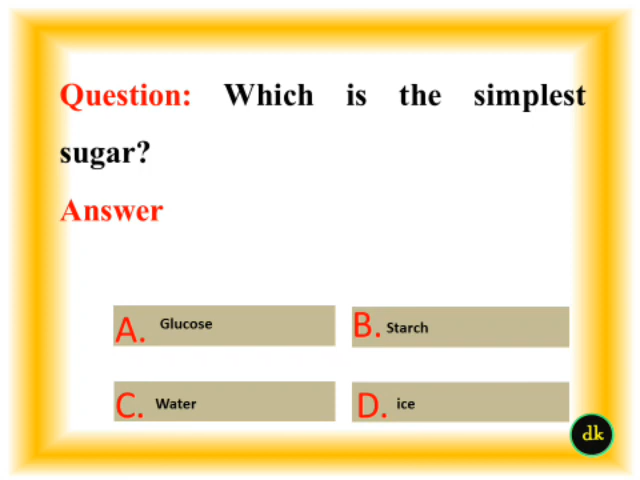 Question: Which is the simplest
sugar?
Answer
A. Glucose
B. Starch
C. Water
D. ice
dk